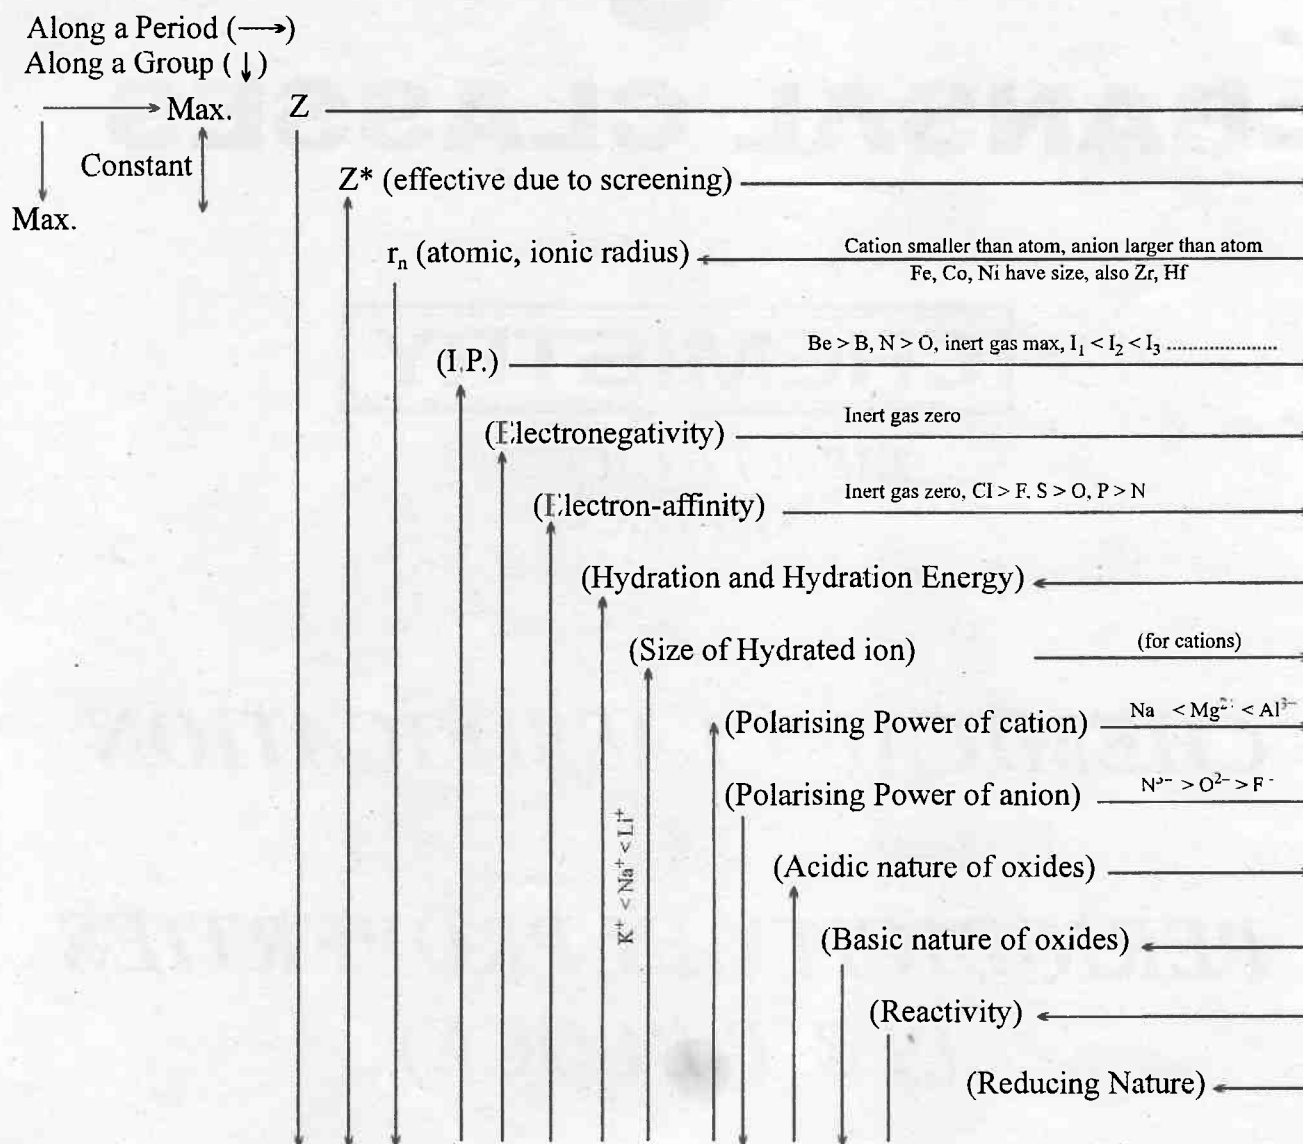 Along a Period (⟶)
Along a Group (↓)
Max.
Z
Constant
Max.
Z* (effective due to screening)
rₙ (atomic, ionic radius)
Cation smaller than atom, anion larger than atom
Fe, Co, Ni have size, also Zr, Hf
(I.P.)
Be > B, N > O, inert gas max, I₁ < I₂ < I₃ .....................
(Electronegativity)
Inert gas zero
(Electron-affinity)
Inert gas zero, Cl > F. S > O, P > N
(Hydration and Hydration Energy)
(Size of Hydrated ion)
(for cations)
(Polarising Power of cation)
Na < Mg²⁺ < Al³⁻
(Polarising Power of anion)
N³⁻ > O²⁻ > F⁻
K⁺ < Na⁺ < Li⁺
(Acidic nature of oxides)
(Basic nature of oxides)
(Reactivity)
(Reducing Nature)